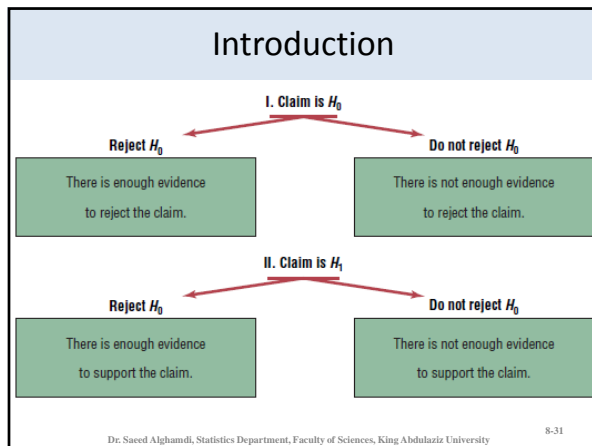 Introduction
I. Claim is H₀
Reject H₀
Do not reject H₀
There is enough evidence
to reject the claim.
There is not enough evidence
to reject the claim.
II. Claim is H₁
Reject H₀
Do not reject H₀
There is enough evidence
to support the claim.
There is not enough evidence
to support the claim.
8-31
Dr. Saeed Alghamdi, Statistics Department, Faculty of Sciences, King Abdulaziz University